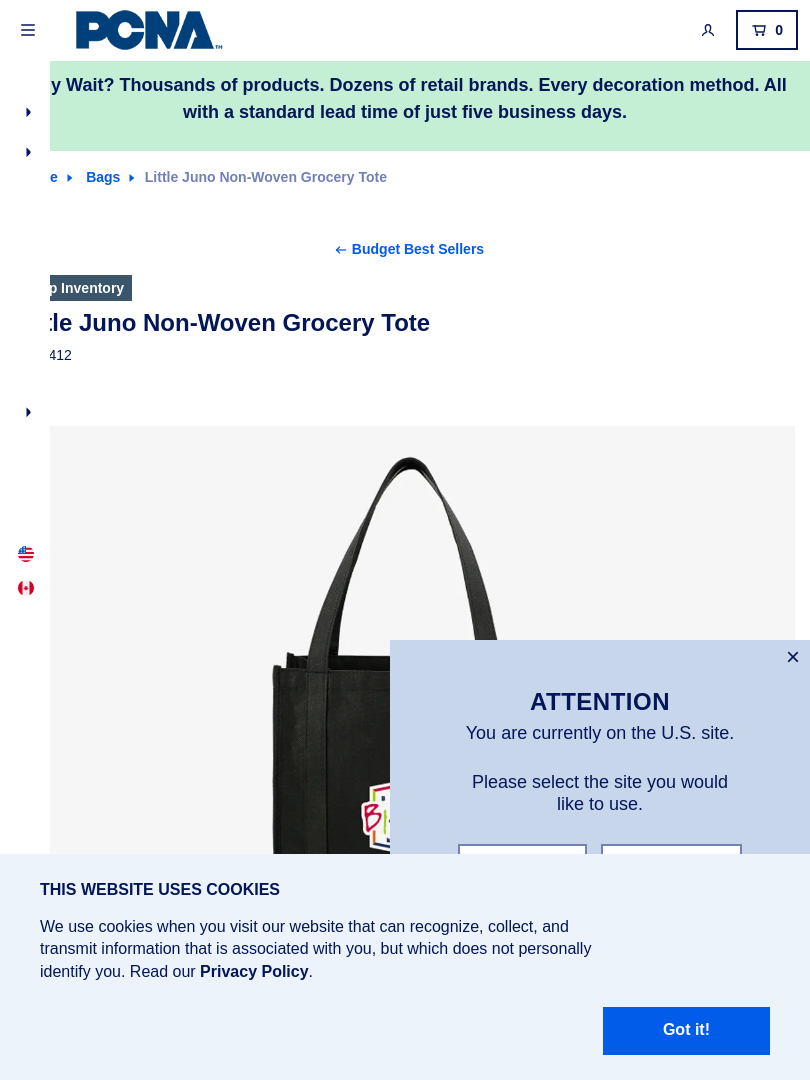 PCNA™
0
Wait? Thousands of products. Dozens of retail brands. Every decoration method. All
with a standard lead time of just five business days.
Bags
Little Juno Non-Woven Grocery Tote
Budget Best Sellers
Inventory
Juno Non-Woven Grocery Tote
412
ATTENTION
You are currently on the U.S. site.
Please select the site you would
like to use.
THIS WEBSITE USES COOKIES
We use cookies when you visit our website that can recognize, collect, and
transmit information that is associated with you, but which does not personally
identify you. Read our Privacy Policy.
Got it!